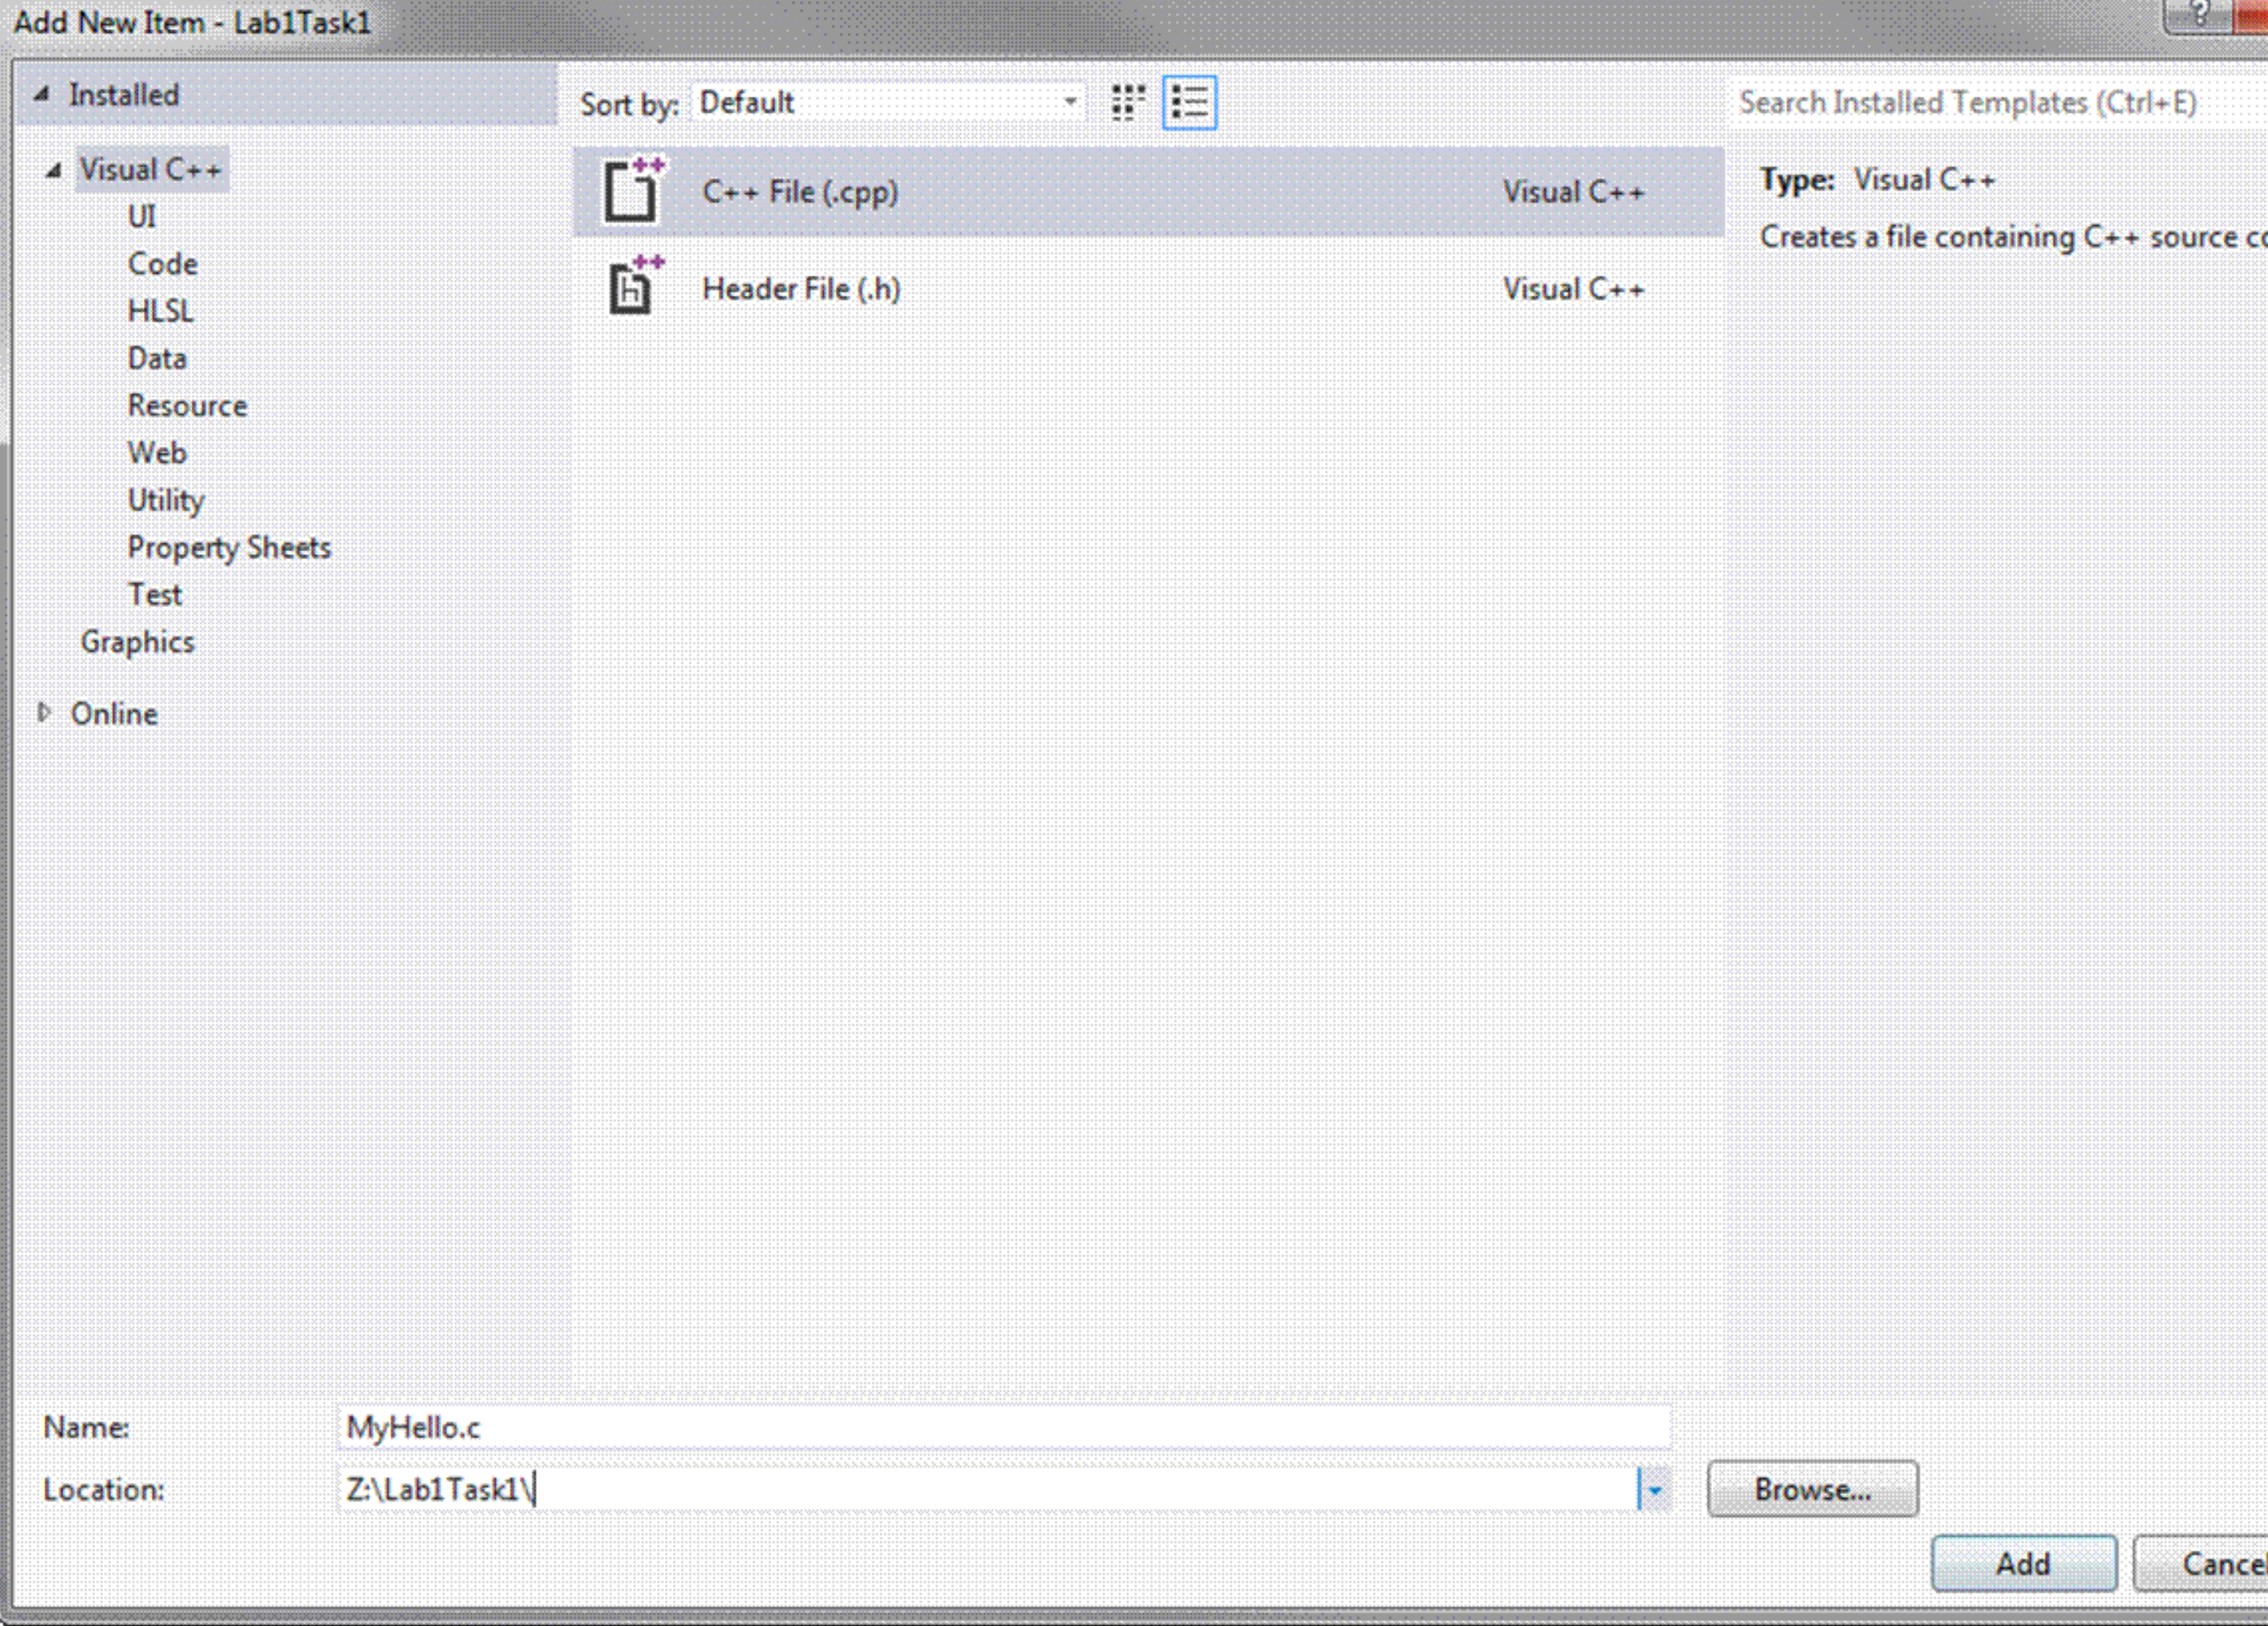 Add New Item - Lab1Task1
Installed
Visual C++
UI
Code
HLSL
Data
Resource
Web
Utility
Property Sheets
Test
Graphics
Online
Sort by: Default
C++ File (.cpp) Visual C++
Header File (.h) Visual C++
Search Installed Templates (Ctrl+E)
Type: Visual C++
Creates a file containing C++ source
Name: MyHello.c
Location: Z:\Lab1Task1\
Browse...
Add
Cancel